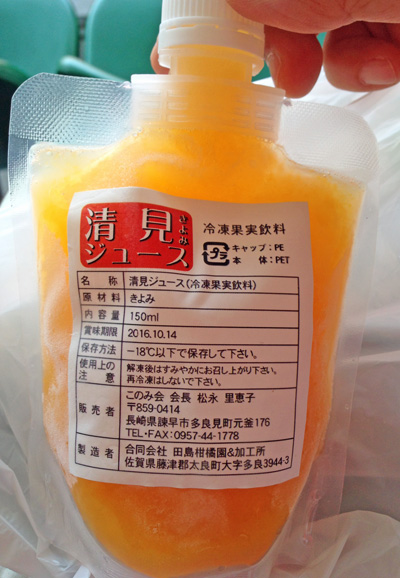 清見
きよみ
ジュース
冷凍果実飲料
プラ
キャップ:PE
本 体:PET
名 称 清見ジュース(冷凍果実飲料)
原材料 きよみ
内容量 150ml
賞味期限 2016.10.14
保存方法 −18℃以下で保存して下さい。
使用上の注意 解凍後はすみやかにお召し上がり下さい。
再冷凍はしないで下さい。
販売者 このみ会 会長 松永 里恵子
〒859-0414
長崎県諫早市多良見町元釜176
TEL・FAX:0957-44-1778
製造者 合同会社 田島柑橘園&加工所
佐賀県藤津郡太良町大字多良3944-3